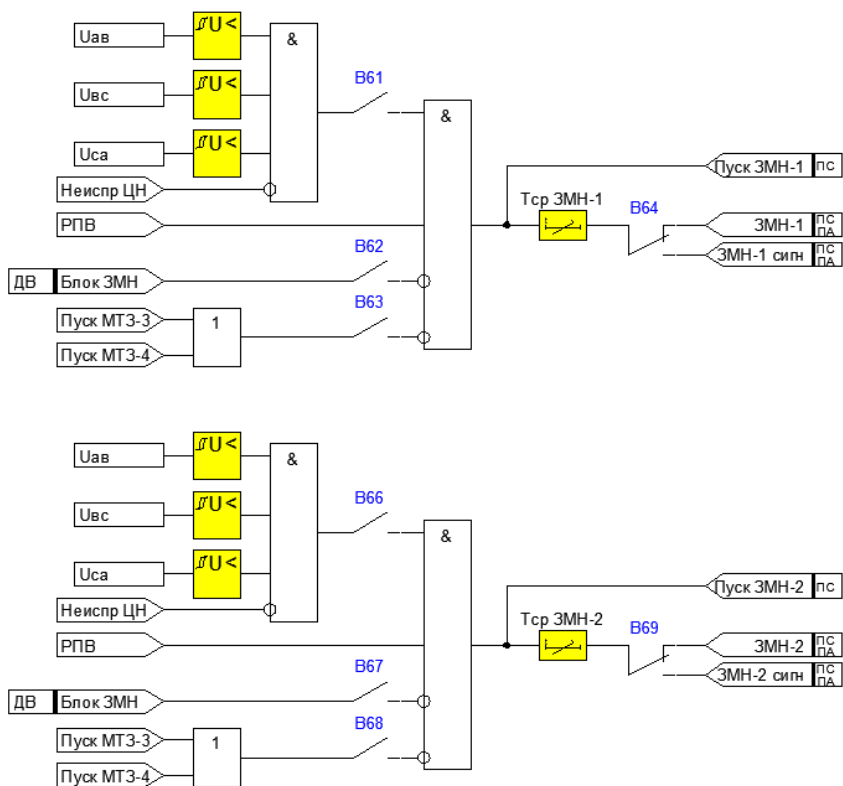 Uав
U <
&
B61
Uвс
U <
&
Uса
U <
Неиспр ЦН
Пуск ЗМН-1 ПС
Тср ЗМН-1
B64
РПВ
ЗМН-1 ПС ПА
B62
ЗМН-1 сигн ПС ПА
ДВ Блок ЗМН
B63
Пуск МТЗ-3
1
Пуск МТЗ-4
Uав
U <
&
B66
Uвс
U <
&
Uса
U <
Неиспр ЦН
Пуск ЗМН-2 ПС
Тср ЗМН-2
B69
РПВ
ЗМН-2 ПС ПА
B67
ЗМН-2 сигн ПС ПА
ДВ Блок ЗМН
B68
Пуск МТЗ-3
1
Пуск МТЗ-4